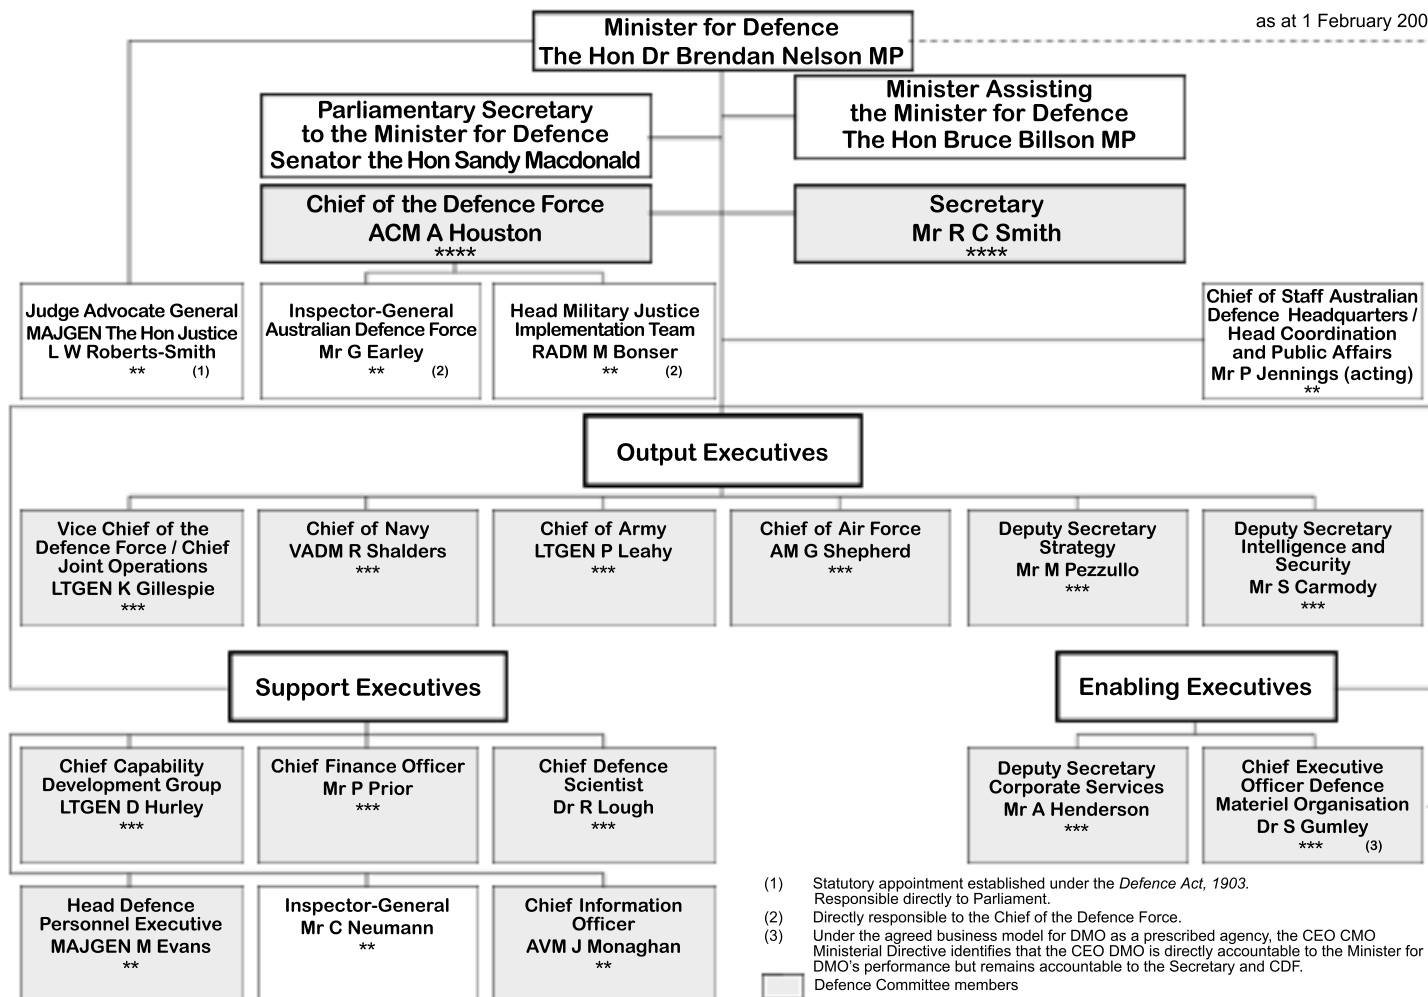 as at 1 February 200
Minister for Defence
The Hon Dr Brendan Nelson MP
Parliamentary Secretary
to the Minister for Defence
Senator the Hon Sandy Macdonald
Minister Assisting
the Minister for Defence
The Hon Bruce Billson MP
Chief of the Defence Force
ACM A Houston
****
Secretary
Mr R C Smith
****
Judge Advocate General
MAJGEN The Hon Justice
L W Roberts-Smith
** (1)
Inspector-General
Australian Defence Force
Mr G Earley
** (2)
Head Military Justice
Implementation Team
RADM M Bonser
** (2)
Chief of Staff Australian
Defence Headquarters /
Head Coordination
and Public Affairs
Mr P Jennings (acting)
**
Output Executives
Vice Chief of the
Defence Force / Chief
Joint Operations
LTGEN K Gillespie
***
Chief of Navy
VADM R Shalders
***
Chief of Army
LTGEN P Leahy
***
Chief of Air Force
AM G Shepherd
***
Deputy Secretary
Strategy
Mr M Pezzullo
***
Deputy Secretary
Intelligence and
Security
Mr S Carmody
***
Support Executives
Enabling Executives
Chief Capability
Development Group
LTGEN D Hurley
***
Chief Finance Officer
Mr P Prior
***
Chief Defence
Scientist
Dr R Lough
***
Deputy Secretary
Corporate Services
Mr A Henderson
***
Chief Executive
Officer Defence
Materiel Organisation
Dr S Gumley
*** (3)
Head Defence
Personnel Executive
MAJGEN M Evans
**
Inspector-General
Mr C Neumann
**
Chief Information
Officer
AVM J Monaghan
**
(1) Statutory appointment established under the Defence Act, 1903.
Responsible directly to Parliament.
(2) Directly responsible to the Chief of the Defence Force.
(3) Under the agreed business model for DMO as a prescribed agency, the CEO CMO
Ministerial Directive identifies that the CEO DMO is directly accountable to the Minister for
DMO's performance but remains accountable to the Secretary and CDF.
Defence Committee members